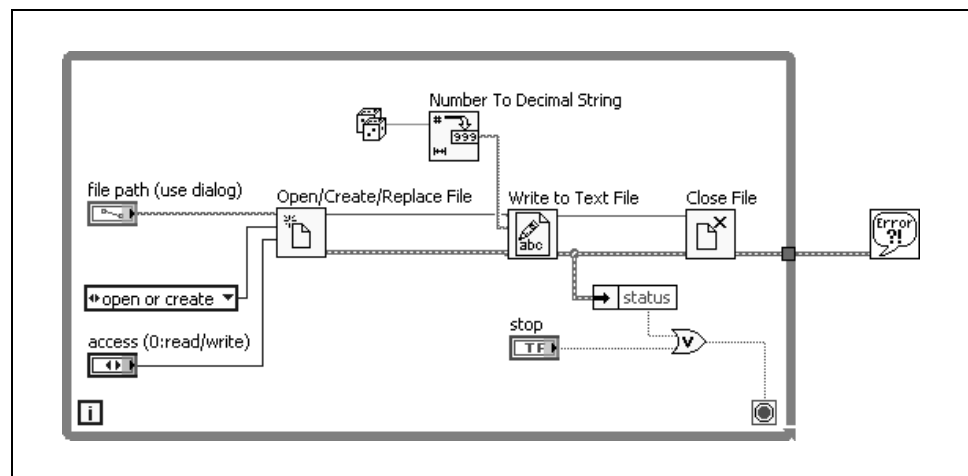 Number To Decimal String
#
999
file path (use dialog)
Open/Create/Replace File
Write to Text File
Close File
abc
Error
?!
open or create
status
access (0:read/write)
stop
TF
V
i